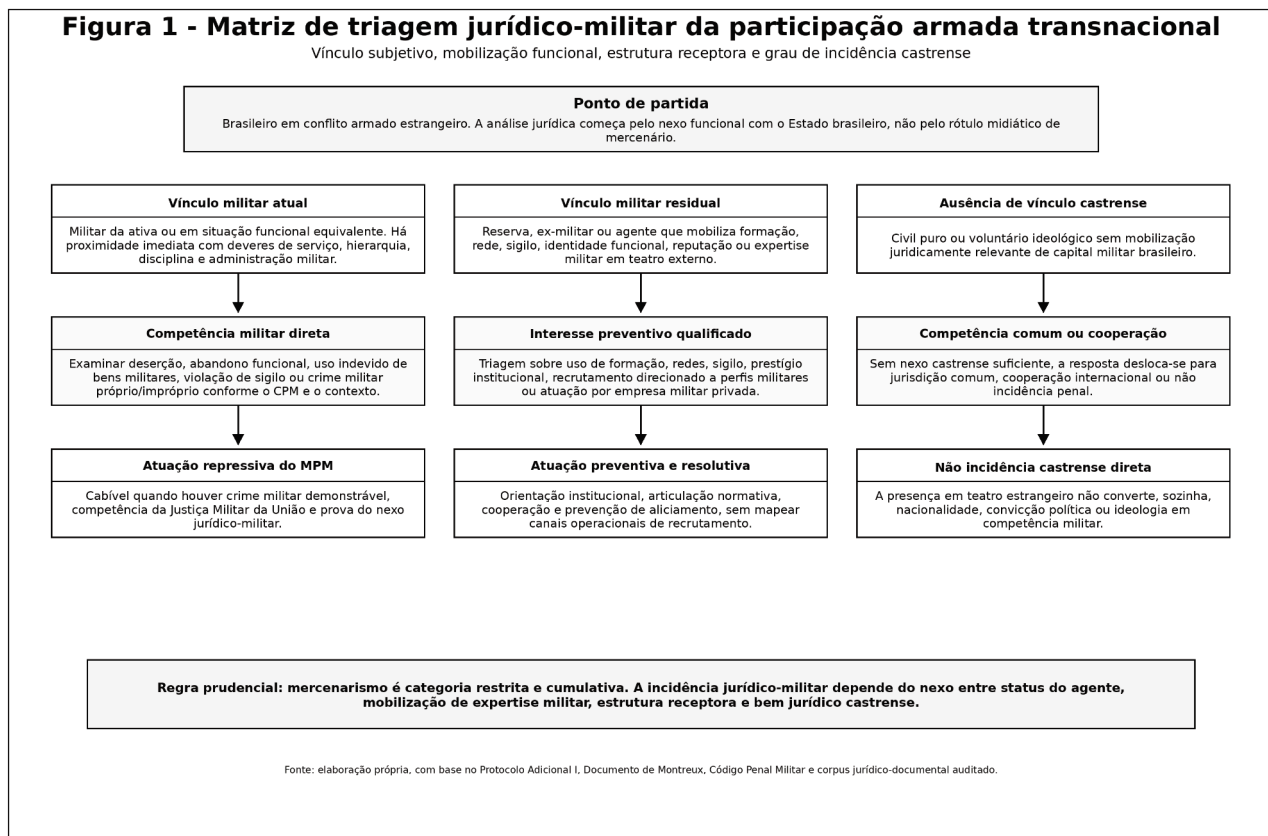 Figura 1 - Matriz de triagem jurídico-militar da participação armada transnacional
Vínculo subjetivo, mobilização funcional, estrutura receptora e grau de incidência castrense
Ponto de partida
Brasileiro em conflito armado estrangeiro. A análise jurídica começa pelo nexo funcional com o Estado brasileiro, não pelo rótulo midiático de
mercenário.
Vínculo militar atual
Militar da ativa ou em situação funcional equivalente. Há
proximidade imediata com deveres de serviço, hierarquia,
disciplina e administração militar.
Vínculo militar residual
Reserva, ex-militar ou agente que mobiliza formação,
rede, sigilo, identidade funcional, reputação ou expertise
militar em teatro externo.
Ausência de vínculo castrense
Civil puro ou voluntário ideológico sem mobilização
juridicamente relevante de capital militar brasileiro.
Competência militar direta
Examinar deserção, abandono funcional, uso indevido de
bens militares, violação de sigilo ou crime militar
próprio/impróprio conforme o CPM e o contexto.
Interesse preventivo qualificado
Triagem sobre uso de formação, redes, sigilo, prestígio
institucional, recrutamento direcionado a perfis militares
ou atuação por empresa militar privada.
Competência comum ou cooperação
Sem nexo castrense suficiente, a resposta desloca-se para
jurisdição comum, cooperação internacional ou não
incidência penal.
Atuação repressiva do MPM
Cabível quando houver crime militar demonstrável,
competência da Justiça Militar da União e prova do nexo
jurídico-militar.
Atuação preventiva e resolutiva
Orientação institucional, articulação normativa,
cooperação e prevenção de aliciamento, sem mapear
canais operacionais de recrutamento.
Não incidência castrense direta
A presença em teatro estrangeiro não converte, sozinha,
nacionalidade, convicção política ou ideologia em
competência militar.
Regra prudencial: mercenarismo é categoria restrita e cumulativa. A incidência jurídico-militar depende do nexo entre status do agente,
mobilização de expertise militar, estrutura receptora e bem jurídico castrense.
Fonte: elaboração própria, com base no Protocolo Adicional I, Documento de Montreux, Código Penal Militar e corpus jurídico-documental auditado.